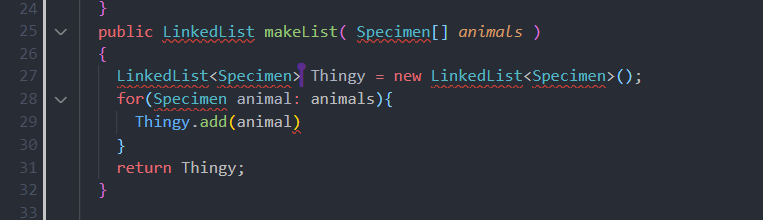 24 }
25 public LinkedList makeList( Specimen[] animals )
26 {
27 LinkedList<Specimen> Thingy = new LinkedList<Specimen>();
28 for(Specimen animal: animals){
29 Thingy.add(animal)
30 }
31 return Thingy;
32 }
33